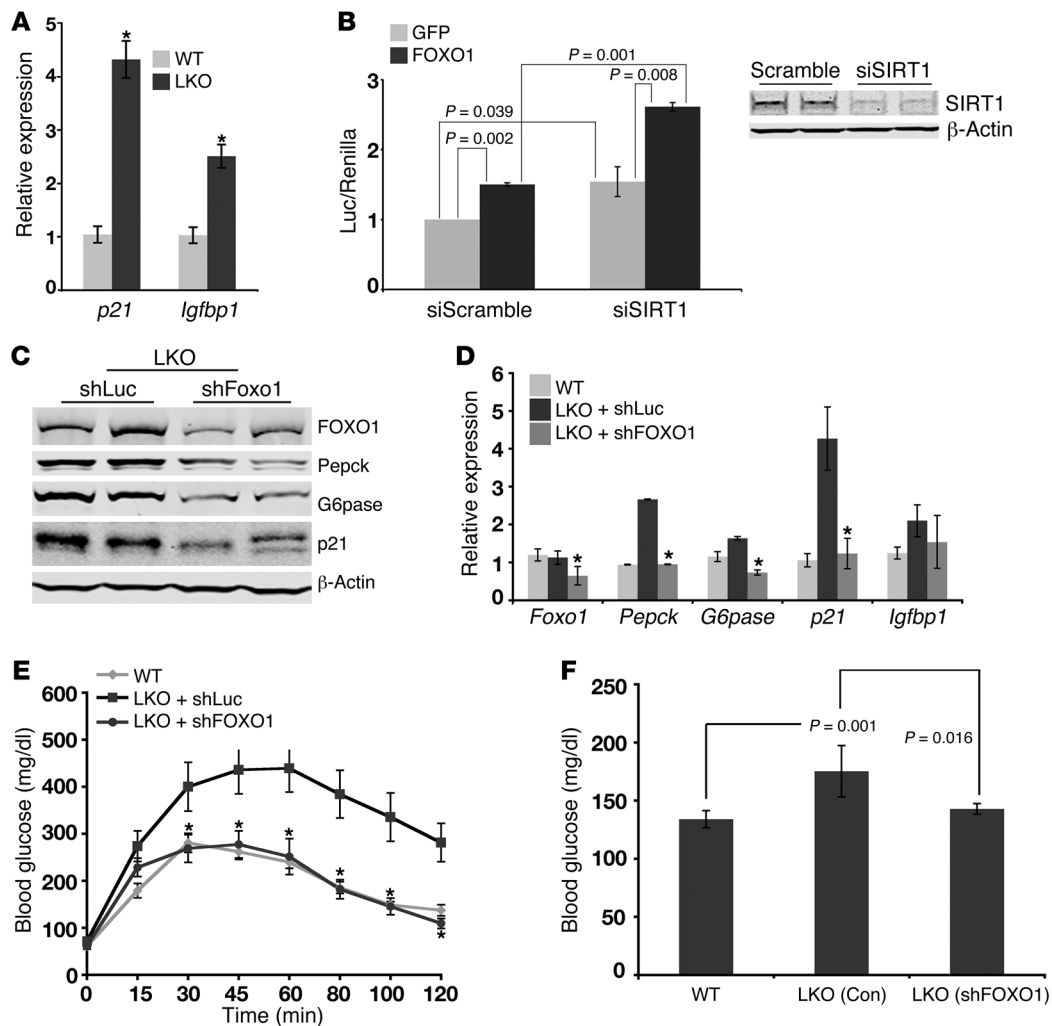 A
Relative expression
5
4
3
2
1
0
WT
LKO
*
*
p21
Igfbp1
B
GFP
FOXO1
Luc/Renilla
3
2
1
0
P = 0.001
P = 0.008
P = 0.039
P = 0.002
siScramble
siSIRT1
Scramble
siSIRT1
SIRT1
β-Actin
C
LKO
shLuc
shFoxo1
FOXO1
Pepck
G6pase
p21
β-Actin
D
Relative expression
6
5
4
3
2
1
0
WT
LKO + shLuc
LKO + shFOXO1
*
*
*
*
Foxo1
Pepck
G6pase
p21
Igfbp1
E
Blood glucose (mg/dl)
600
500
400
300
200
100
0
WT
LKO + shLuc
LKO + shFOXO1
*
*
*
*
*
*
0
15
30
45
60
80
100
120
Time (min)
F
Blood glucose (mg/dl)
250
200
150
100
50
0
P = 0.001
P = 0.016
WT
LKO (Con)
LKO (shFOXO1)